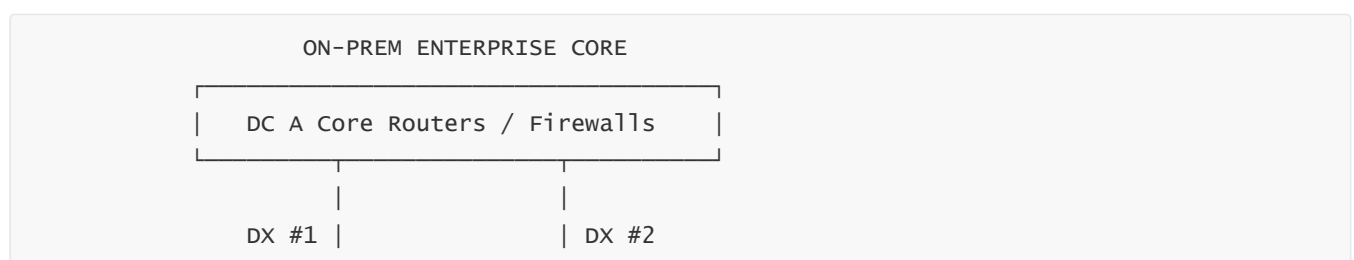 ON-PREM ENTERPRISE CORE
DC A Core Routers / Firewalls
DX #1 | | DX #2